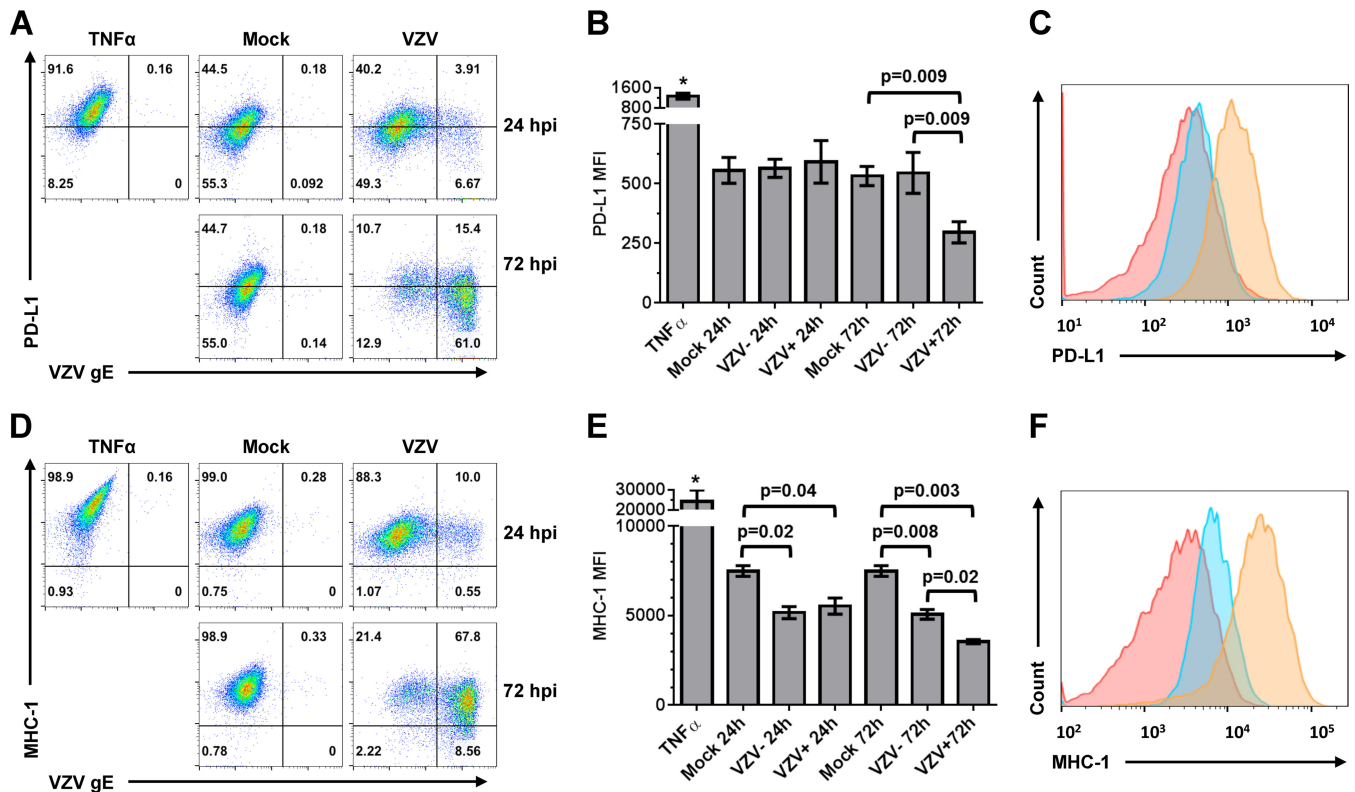 A
TNFα
Mock
VZV
91.6
0.16
8.25
0
44.5
0.18
55.3
0.092
40.2
3.91
49.3
6.67
24 hpi
44.7
0.18
55.0
0.14
10.7
15.4
12.9
61.0
72 hpi
PD-L1
VZV gE
B
PD-L1 MFI
1600
800
750
500
250
0
*
p=0.009
p=0.009
TNFα
Mock 24h
VZV- 24h
VZV+ 24h
Mock 72h
VZV- 72h
VZV+72h
C
Count
10¹
10²
10³
10⁴
PD-L1
D
TNFα
Mock
VZV
98.9
0.16
0.93
0
99.0
0.28
0.75
0
88.3
10.0
1.07
0.55
24 hpi
98.9
0.33
0.78
0
21.4
67.8
2.22
8.56
72 hpi
MHC-1
VZV gE
E
MHC-1 MFI
30000
20000
10000
5000
0
*
p=0.04
p=0.02
p=0.003
p=0.008
p=0.02
TNFα
Mock 24h
VZV- 24h
VZV+ 24h
Mock 72h
VZV- 72h
VZV+72h
F
Count
10²
10³
10⁴
10⁵
MHC-1